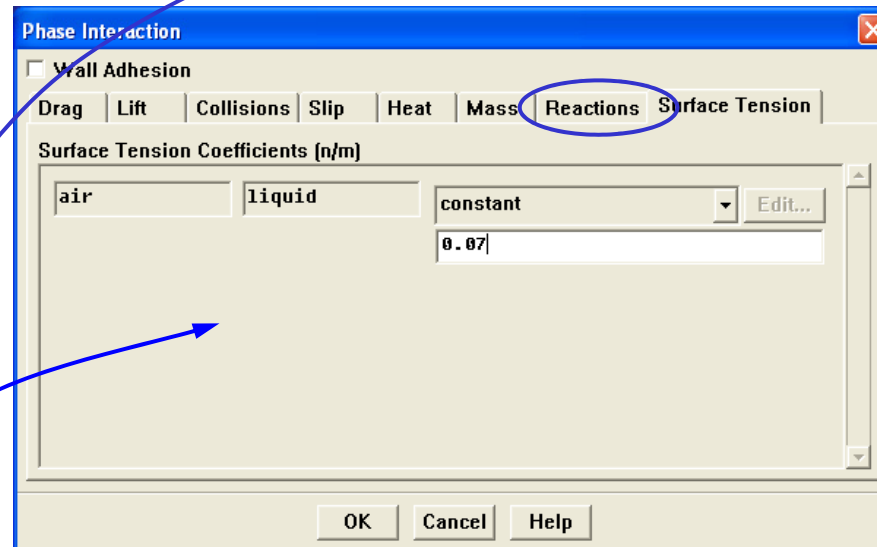 Phase Interaction
Wall Adhesion
Drag Lift Collisions Slip Heat Mass Reactions Surface Tension
Surface Tension Coefficients (n/m)
air liquid constant Edit...
0.07
OK Cancel Help